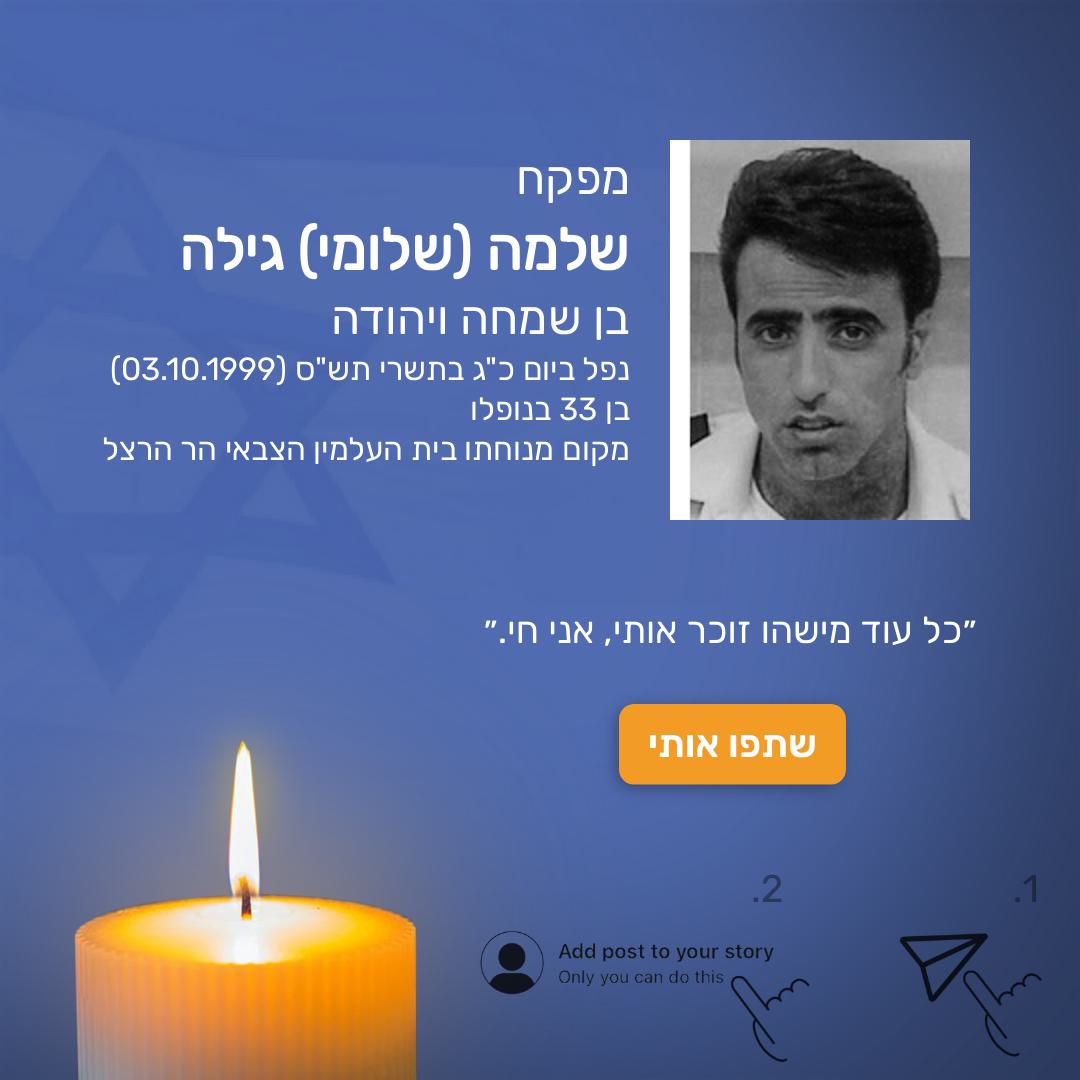 מפקח
שלמה (שלומי) גילה
בן שמחה ויהודה
נפל ביום כ"ג בתשרי תש"ס (03.10.1999)
בן 33 בנופלו
מקום מנוחתו בית העלמין הצבאי הר הרצל
״כל עוד מישהו זוכר אותי, אני חי.״
שתפו אותי
1.
2.
Add post to your story
Only you can do this